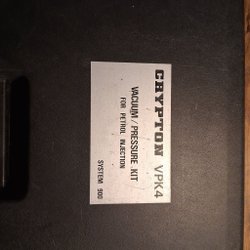 CRYPTON VPK4
VACUUM / PRESSURE KIT
FOR PETROL INJECTION
SYSTEM 900